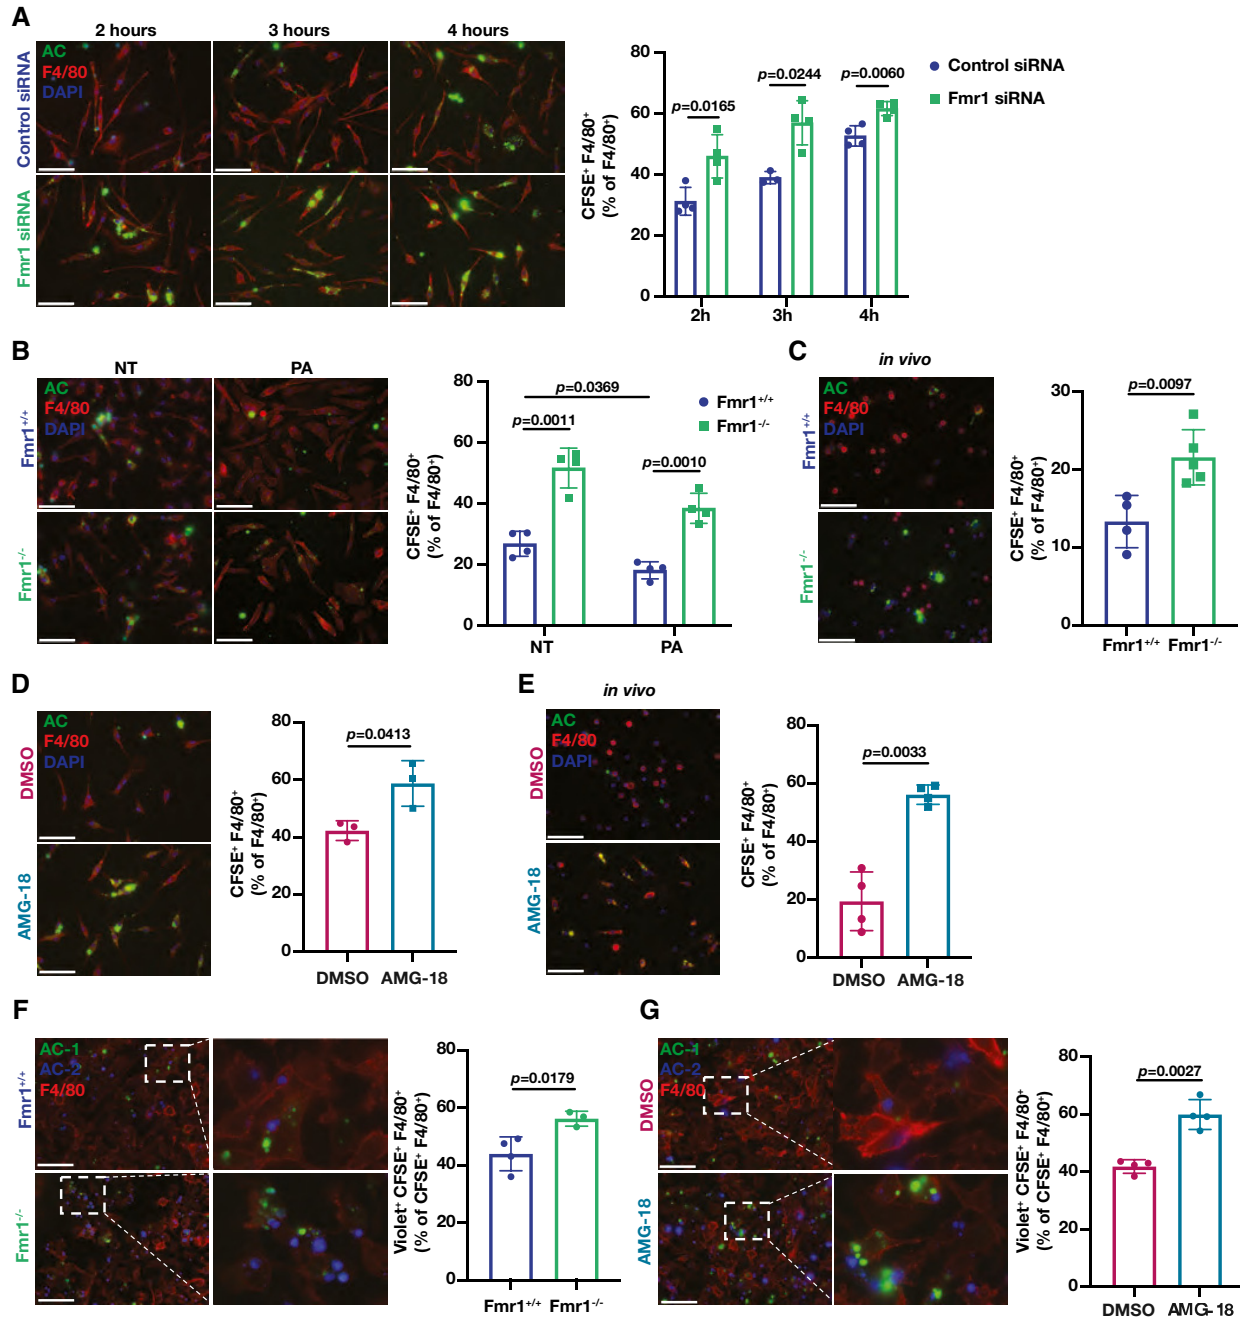 A
2 hours
3 hours
4 hours
Control siRNA
AC
F4/80
DAPI
Fmr1 siRNA
CFSE⁺ F4/80⁺
(% of F4/80⁺)
80
60
40
20
0
p=0.0165
p=0.0244
p=0.0060
2h
3h
4h
Control siRNA
Fmr1 siRNA
B
NT
PA
Fmr1⁺/⁺
AC
F4/80
DAPI
Fmr1⁻/⁻
CFSE⁺ F4/80⁺
(% of F4/80⁺)
80
60
40
20
0
p=0.0369
p=0.0011
p=0.0010
NT
PA
Fmr1⁺/⁺
Fmr1⁻/⁻
C
in vivo
Fmr1⁺/⁺
AC
F4/80
DAPI
Fmr1⁻/⁻
CFSE⁺ F4/80⁺
(% of F4/80⁺)
30
20
10
0
p=0.0097
Fmr1⁺/⁺ Fmr1⁻/⁻
D
DMSO
AC
F4/80
DAPI
AMG-18
CFSE⁺ F4/80⁺
(% of F4/80⁺)
80
60
40
20
0
p=0.0413
DMSO AMG-18
E
in vivo
DMSO
AC
F4/80
DAPI
AMG-18
CFSE⁺ F4/80⁺
(% of F4/80⁺)
80
60
40
20
0
p=0.0033
DMSO AMG-18
F
Fmr1⁺/⁺
AC-1
AC-2
F4/80
Fmr1⁻/⁻
Violet⁺ CFSE⁺ F4/80⁺
(% of CFSE⁺ F4/80⁺)
80
60
40
20
0
p=0.0179
Fmr1⁺/⁺ Fmr1⁻/⁻
G
DMSO
AC-1
AC-2
F4/80
AMG-18
Violet⁺ CFSE⁺ F4/80⁺
(% of CFSE⁺ F4/80⁺)
80
60
40
20
0
p=0.0027
DMSO AMG-18